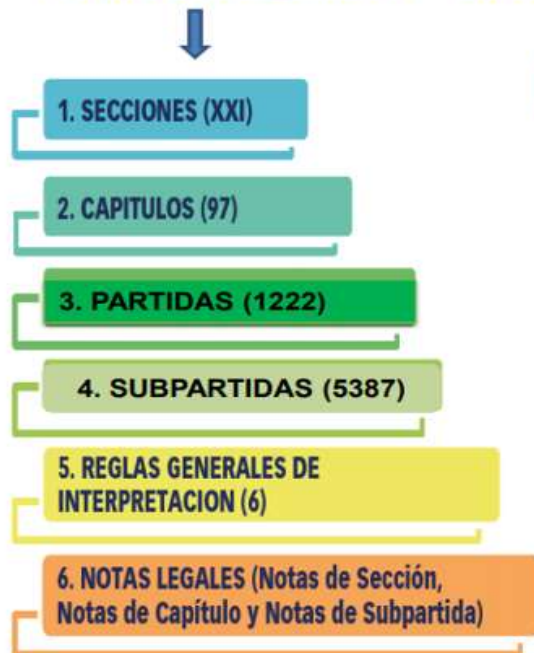 1. SECCIONES (XXI)
2. CAPITULOS (97)
3. PARTIDAS (1222)
4. SUBPARTIDAS (5387)
5. REGLAS GENERALES DE
INTERPRETACION (6)
6. NOTAS LEGALES (Notas de Sección,
Notas de Capítulo y Notas de Subpartida)